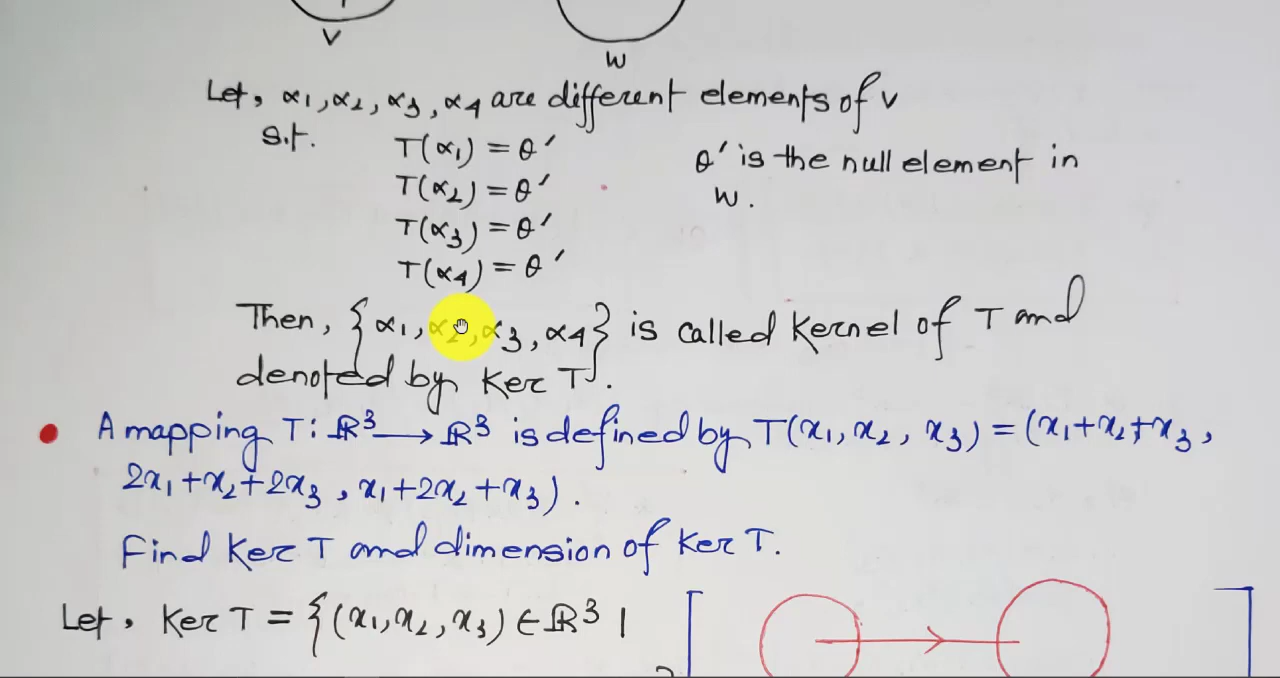 V
W
Let, α1, α2, α3, α4 are different elements of V
s.t.
T(α1) = θ′
θ′ is the null element in
W.
T(α2) = θ′
T(α3) = θ′
T(α4) = θ′
Then, {α1, α2, α3, α4} is called Kernel of T and
denoted by Ker T.
• A mapping T: ℝ³ → ℝ³ is defined by T(x1, x2, x3) = (x1+x2+x3,
2x1+x2+2x3, x1+2x2+x3).
Find Ker T and dimension of Ker T.
Let, Ker T = {(x1, x2, x3) ∈ ℝ³ |